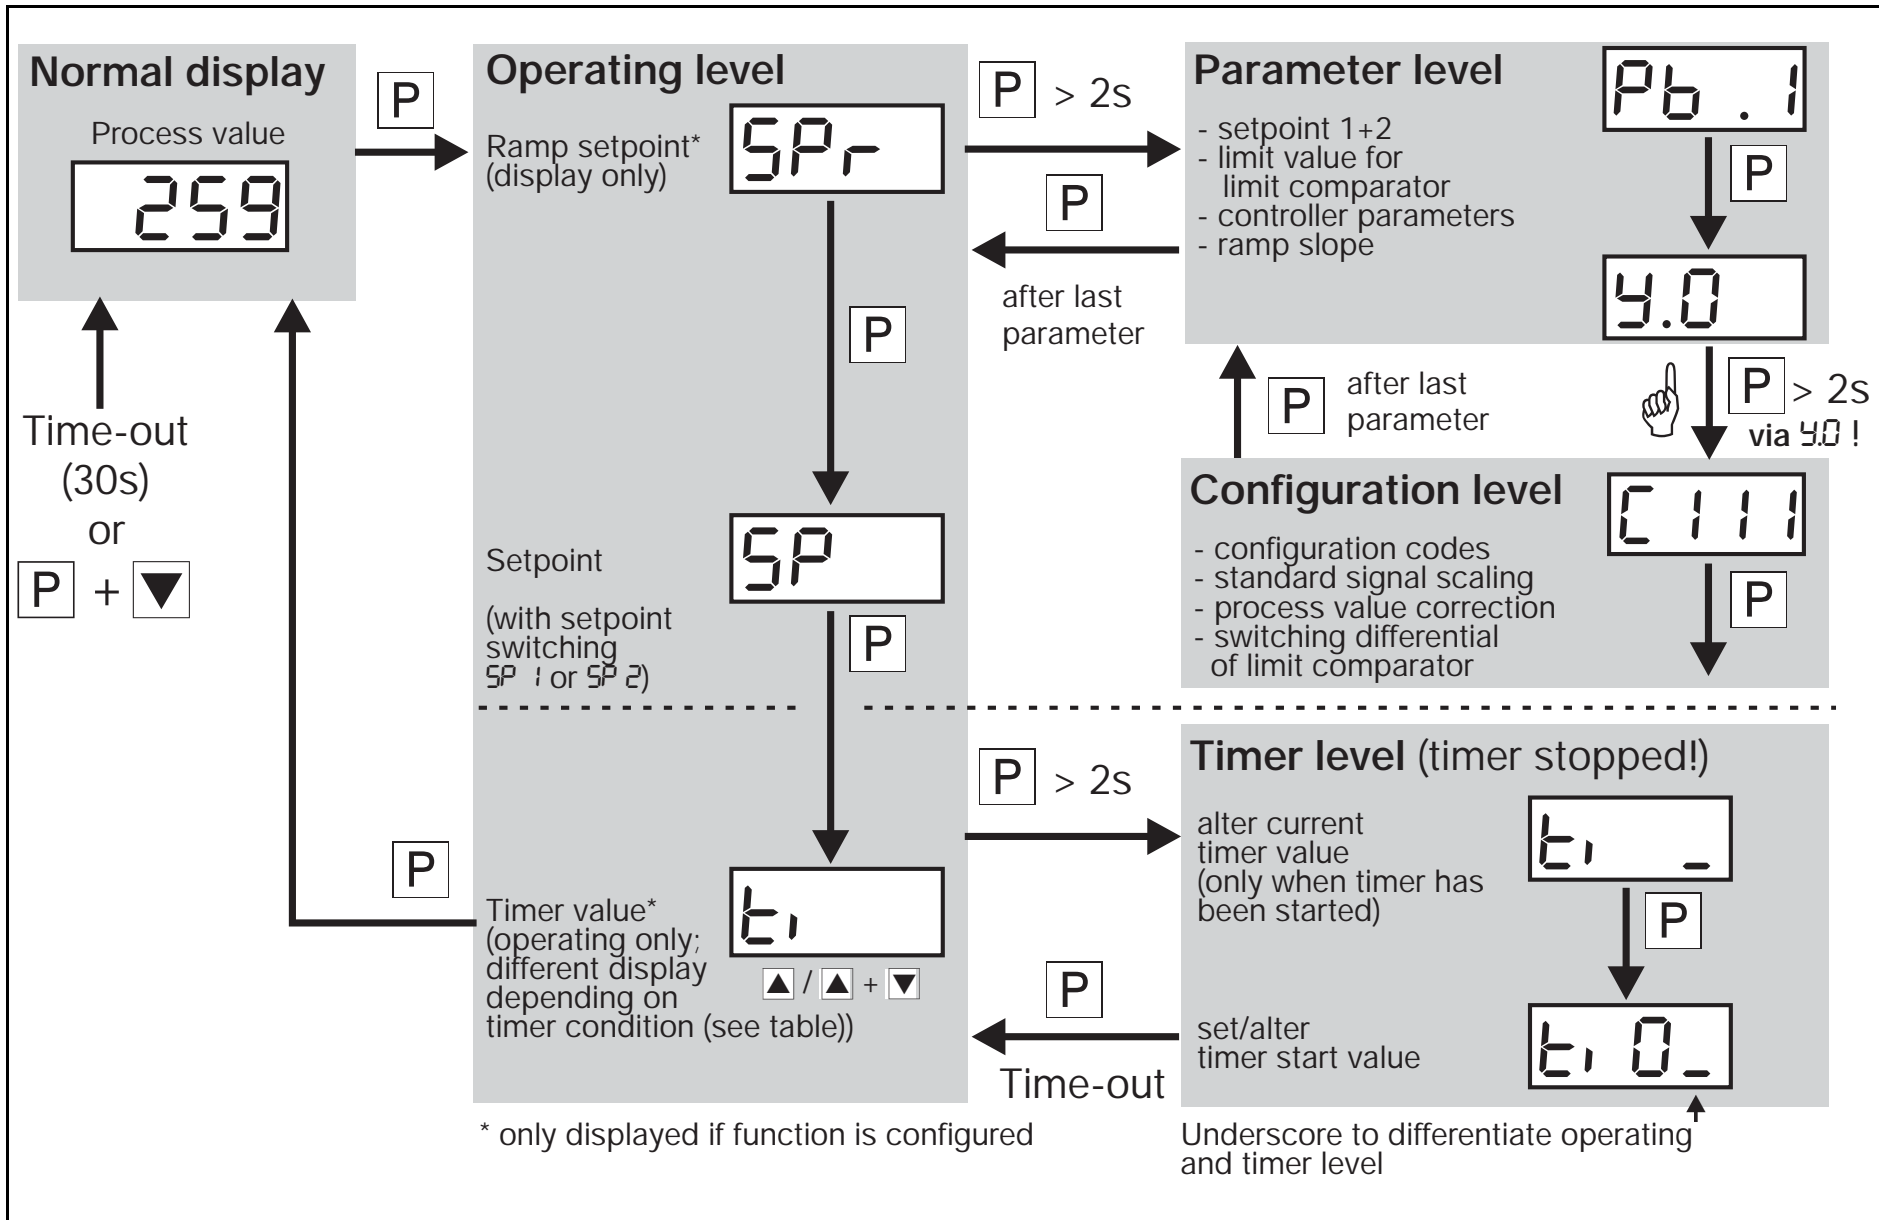 Normal display
Process value
259
P
Time-out
(30s)
or
P + ▼
P
Operating level
Ramp setpoint*
(display only)
SPr
P
Setpoint
SP
(with setpoint
switching
SP 1 or SP 2)
P
Timer value*
(operating only;
different display
depending on
timer condition (see table))
ti
▲ / ▲ + ▼
* only displayed if function is configured
P > 2s
P
after last
parameter
Parameter level
- setpoint 1+2
- limit value for
limit comparator
- controller parameters
- ramp slope
Pb .1
P
y.0
P
after last
parameter
P > 2s
via y.0 !
Configuration level
- configuration codes
- standard signal scaling
- process value correction
- switching differential
of limit comparator
C111
P
P > 2s
P
Time-out
Timer level (timer stopped!)
alter current
timer value
(only when timer has
been started)
ti _
P
set/alter
timer start value
ti 0_
Underscore to differentiate operating
and timer level